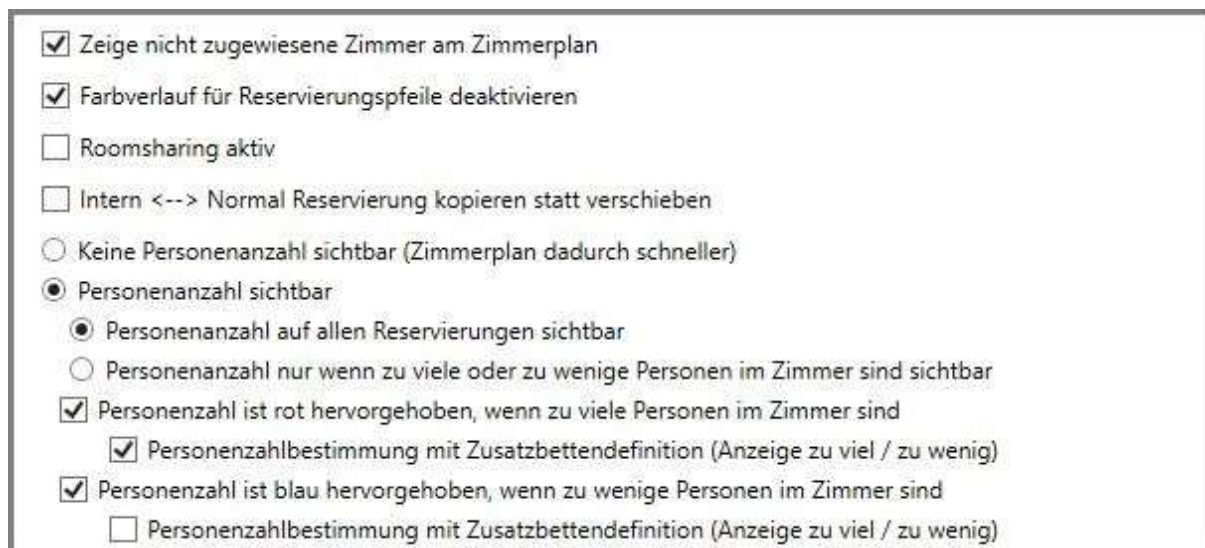 Zeige nicht zugewiesene Zimmer am Zimmerplan
Farbverlauf für Reservierungspfeile deaktivieren
Roomsharing aktiv
Intern <--> Normal Reservierung kopieren statt verschieben
Keine Personenanzahl sichtbar (Zimmerplan dadurch schneller)
Personenanzahl sichtbar
Personenanzahl auf allen Reservierungen sichtbar
Personenanzahl nur wenn zu viele oder zu wenige Personen im Zimmer sind sichtbar
Personenzahl ist rot hervorgehoben, wenn zu viele Personen im Zimmer sind
Personenzahlbestimmung mit Zusatzbettendefinition (Anzeige zu viel / zu wenig)
Personenzahl ist blau hervorgehoben, wenn zu wenige Personen im Zimmer sind
Personenzahlbestimmung mit Zusatzbettendefinition (Anzeige zu viel / zu wenig)